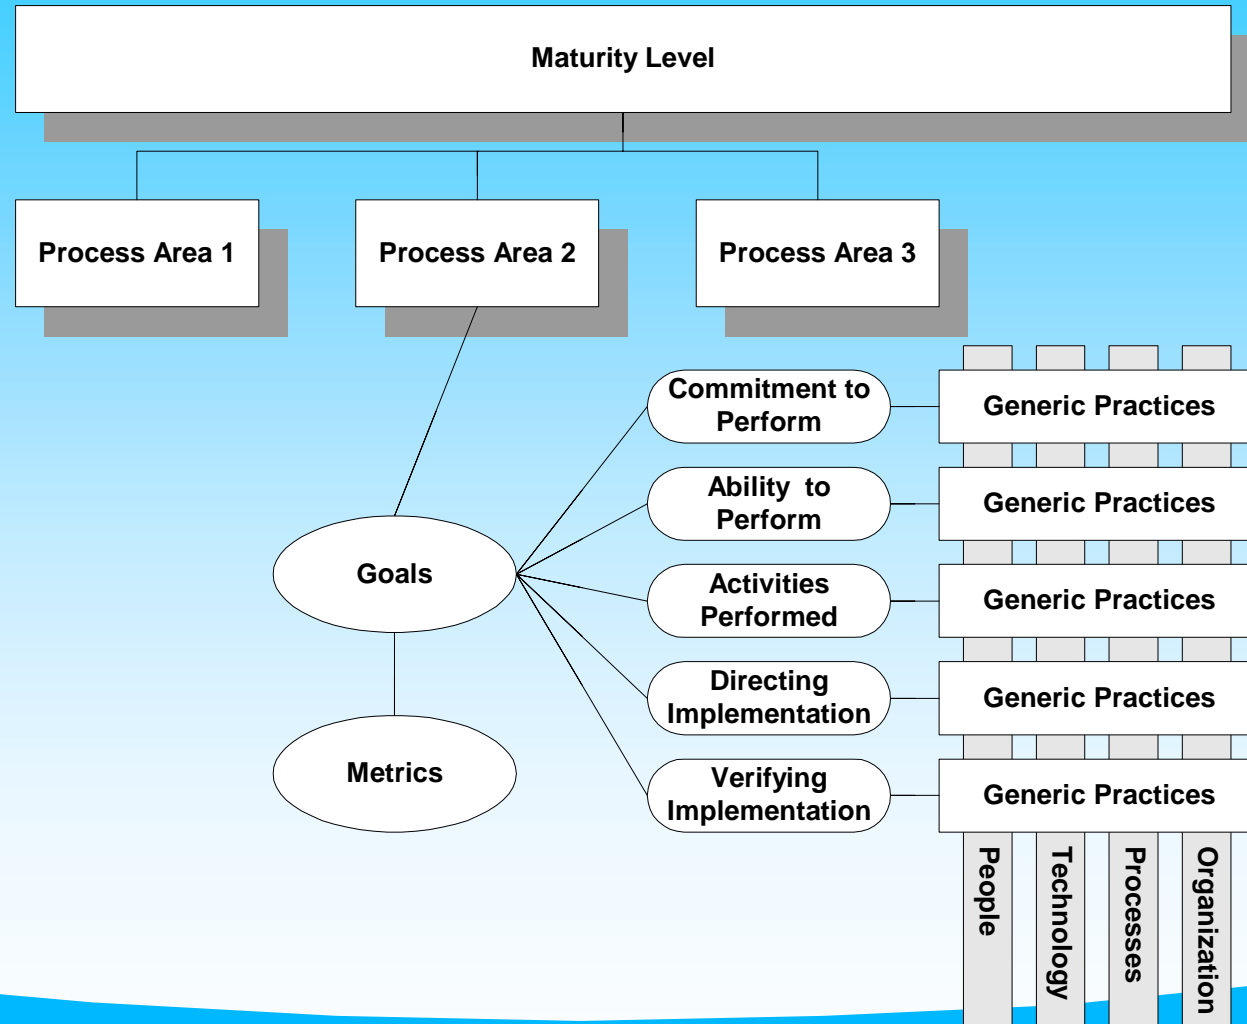 Maturity Level
Process Area 1
Process Area 2
Process Area 3
Commitment to
Perform
Generic Practices
Ability to
Perform
Generic Practices
Goals
Activities
Performed
Generic Practices
Directing
Implementation
Generic Practices
Metrics
Verifying
Implementation
Generic Practices
People
Technology
Processes
Organization